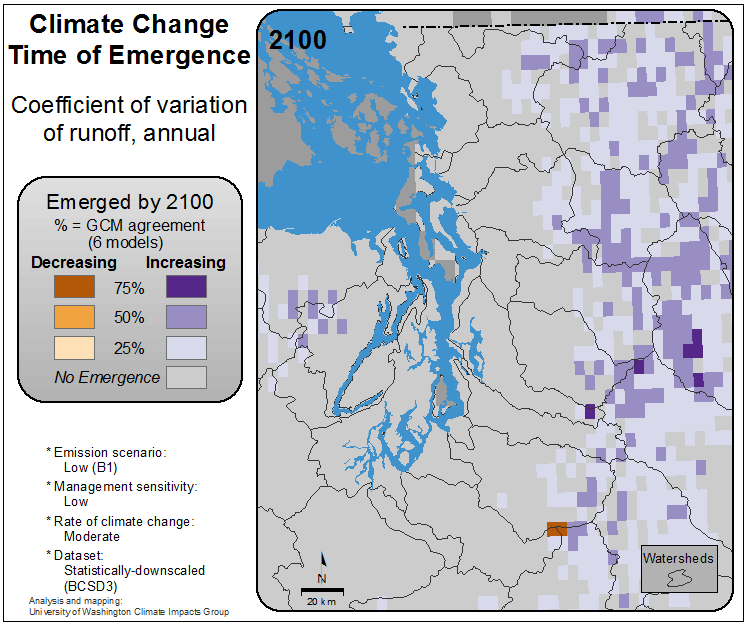 Climate Change
Time of Emergence
Coefficient of variation
of runoff, annual
Emerged by 2100
% = GCM agreement
(6 models)
Decreasing Increasing
75%
50%
25%
No Emergence
* Emission scenario:
Low (B1)
* Management sensitivity:
Low
* Rate of climate change:
Moderate
* Dataset:
Statistically-downscaled
(BCSD3)
Analysis and mapping:
University of Washington Climate Impacts Group
2100
N
20 km
Watersheds